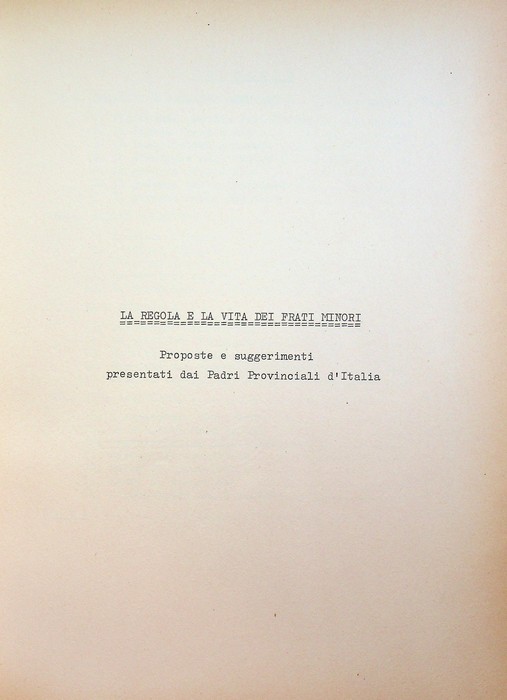 LA REGOLA E LA VITA DEI FRATI MINORI
Proposte e suggerimenti
presentati dai Padri Provinciali d'Italia